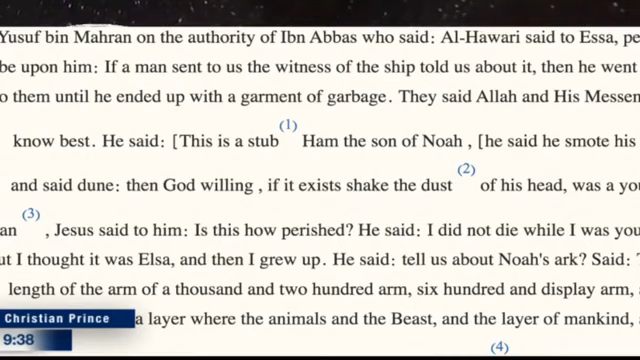 Yusuf bin Mahran on the authority of Ibn Abbas who said: Al-Hawari said to Essa, pe
be upon him: If a man sent to us the witness of the ship told us about it, then he went
o them until he ended up with a garment of garbage. They said Allah and His Messen
know best. He said: [This is a stub (1) Ham the son of Noah , [he said he smote his
and said dune: then God willing , if it exists shake the dust (2) of his head, was a you
an (3) , Jesus said to him: Is this how perished? He said: I did not die while I was you
ut I thought it was Elsa, and then I grew up. He said: tell us about Noah's ark? Said: T
length of the arm of a thousand and two hundred arm, six hundred and display arm,
a layer where the animals and the Beast, and the layer of mankind,
(4)
Christian Prince
9:38